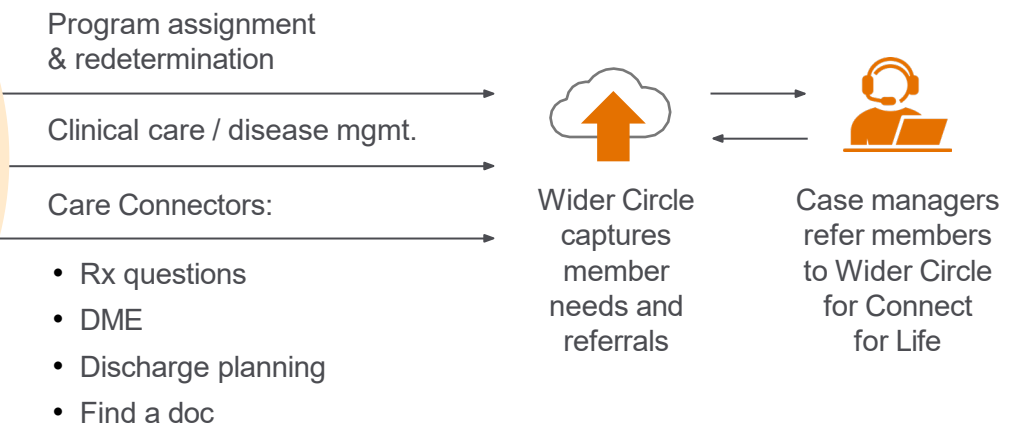 Program assignment
& redetermination
Clinical care / disease mgmt.
Care Connectors:
• Rx questions
• DME
• Discharge planning
• Find a doc
Wider Circle
captures
member
needs and
referrals
Case managers
refer members
to Wider Circle
for Connect
for Life